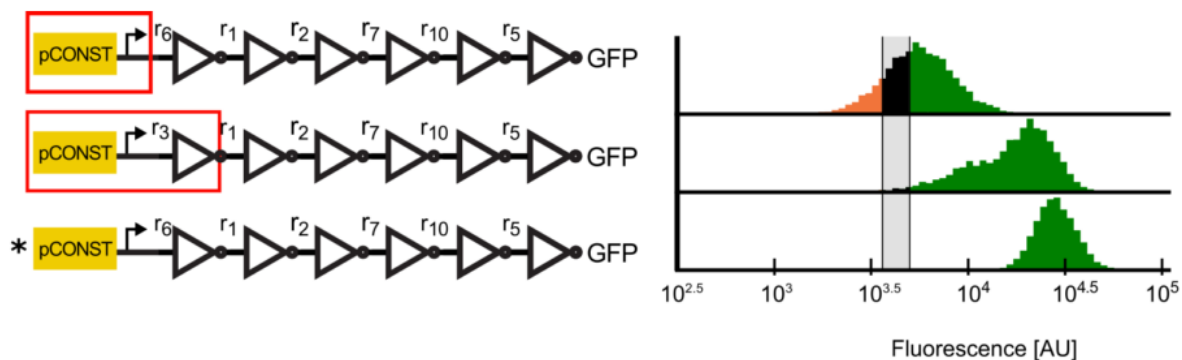 pCONST r6 r1 r2 r7 r10 r5 GFP
pCONST r3 r1 r2 r7 r10 r5 GFP
* pCONST r6 r1 r2 r7 r10 r5 GFP
10^2.5 10^3 10^3.5 10^4 10^4.5 10^5
Fluorescence [AU]